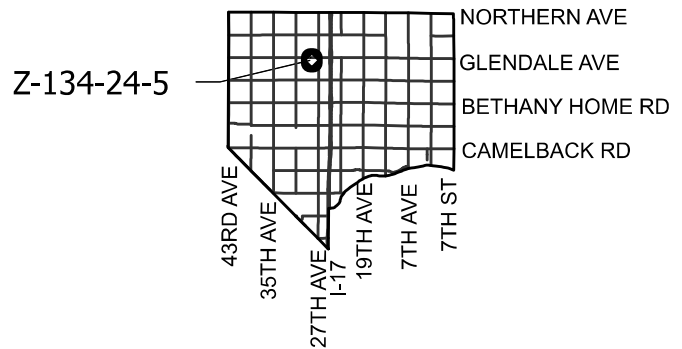 NORTHERN AVE
Z-134-24-5
GLENDALE AVE
BETHANY HOME RD
CAMELBACK RD
43RD AVE
35TH AVE
27TH AVE
I-17
19TH AVE
7TH AVE
7TH ST